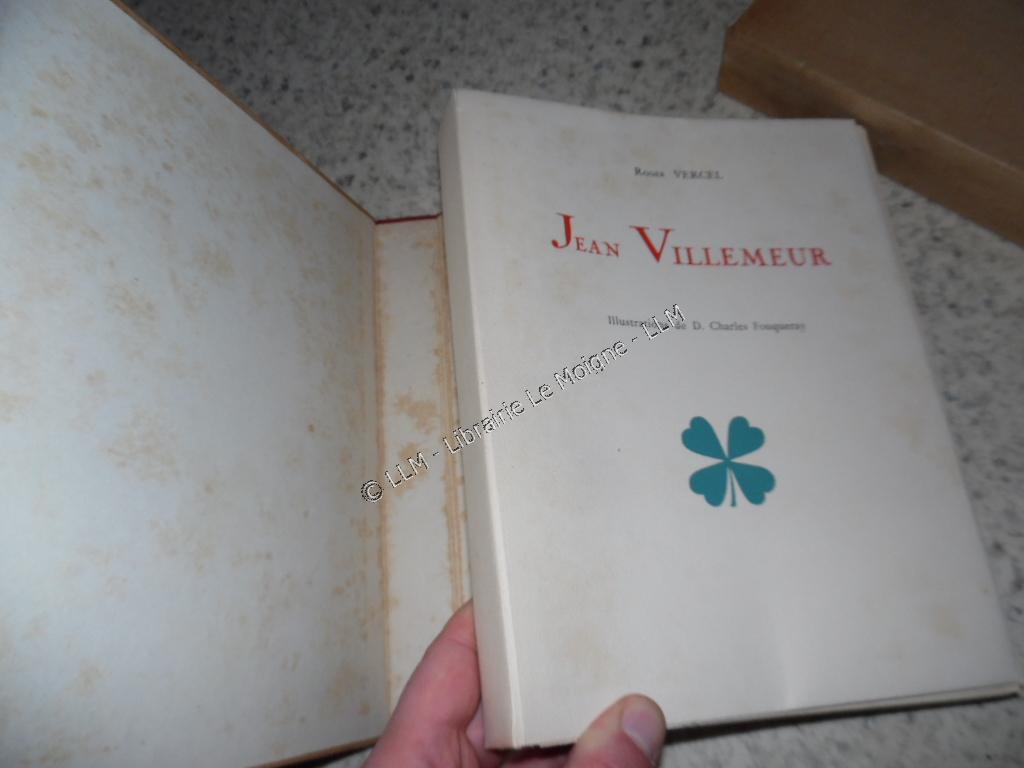 Roger VERCEL
JEAN VILLEMEUR
Illustrations de D. Charles Fouqueray
© LLM - Librairie Le Moigne - LLM